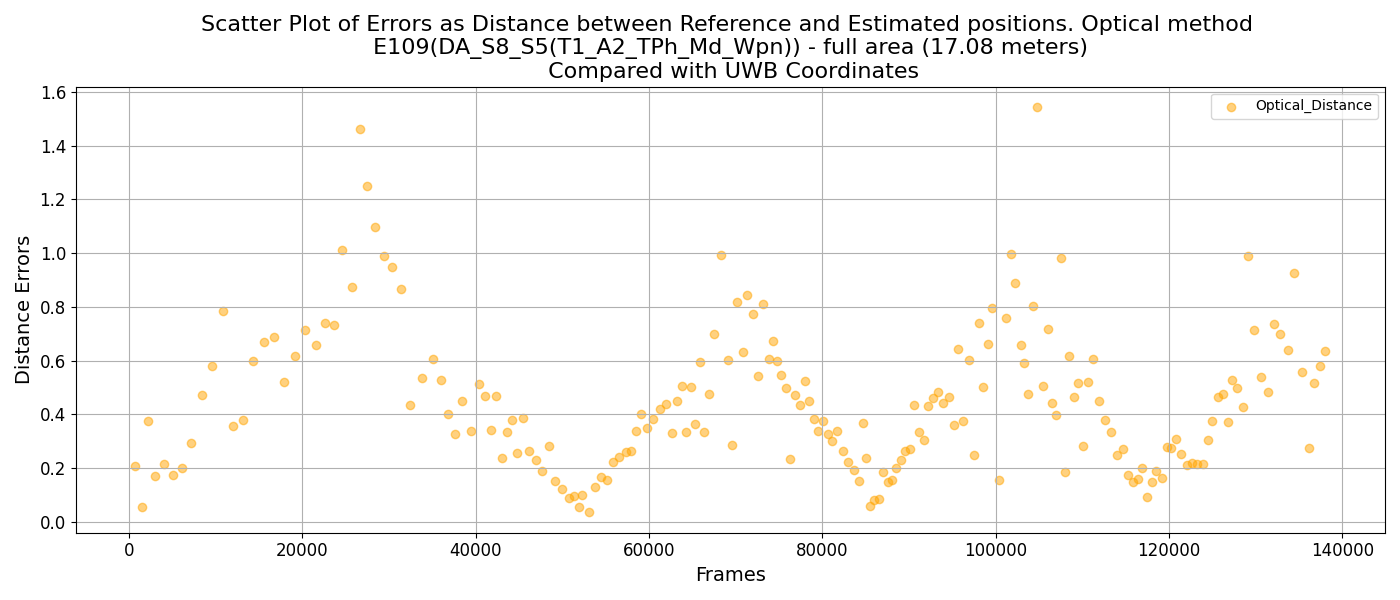 Scatter Plot of Errors as Distance between Reference and Estimated positions. Optical method
E109(DA_S8_S5(T1_A2_TPh_Md_Wpn)) - full area (17.08 meters)
Compared with UWB Coordinates
Optical_Distance
Distance Errors
1.6
1.4
1.2
1.0
0.8
0.6
0.4
0.2
0.0
0 20000 40000 60000 80000 100000 120000 140000
Frames